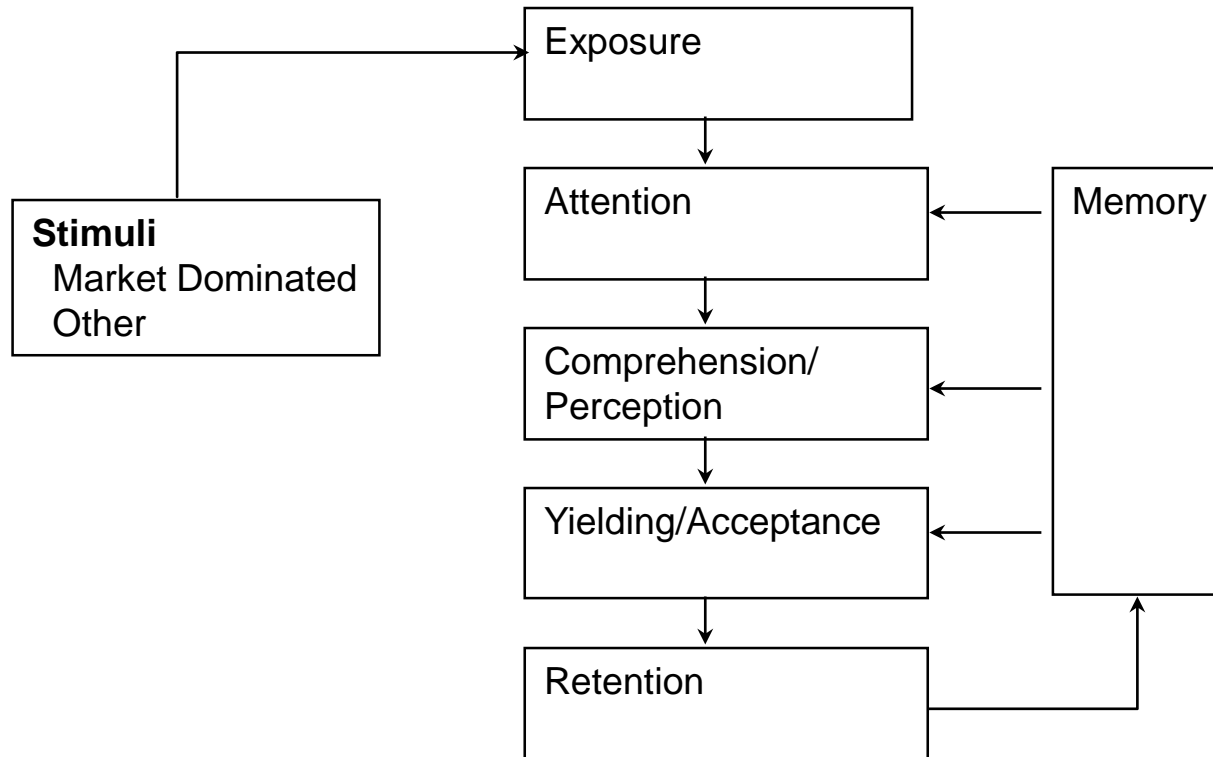 Exposure
Attention
Memory
Stimuli
Market Dominated
Other
Comprehension/
Perception
Yielding/Acceptance
Retention